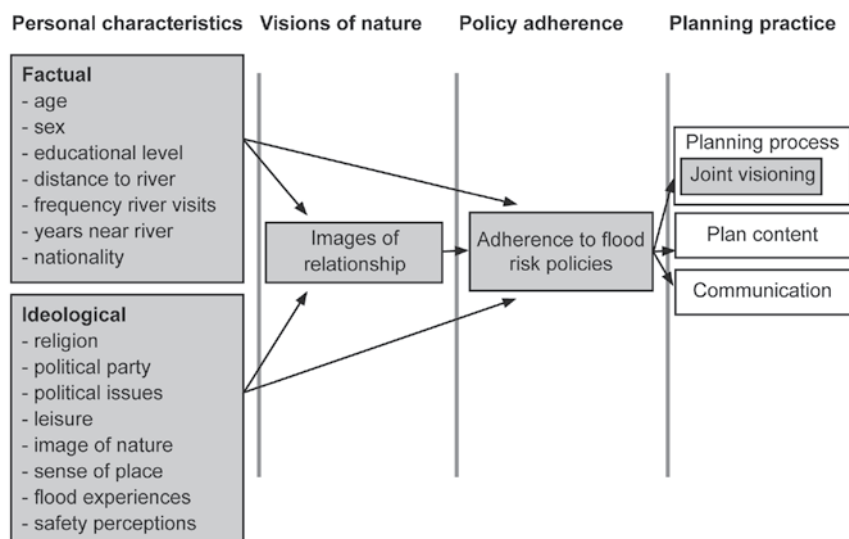 Personal characteristics
Visions of nature
Policy adherence
Planning practice
Factual
- age
- sex
- educational level
- distance to river
- frequency river visits
- years near river
- nationality
Ideological
- religion
- political party
- political issues
- leisure
- image of nature
- sense of place
- flood experiences
- safety perceptions
Images of
relationship
Adherence to flood
risk policies
Planning process
Joint visioning
Plan content
Communication